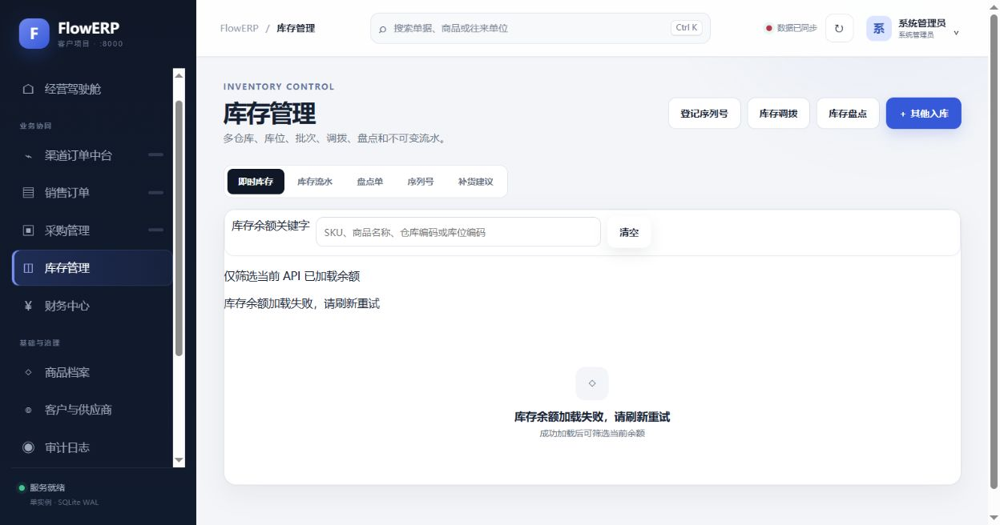 F
FlowERP
客户项目 · :8000
经营驾驶舱
业务协同
渠道订单中台
销售订单
采购管理
库存管理
¥ 财务中心
基础与治理
商品档案
客户与供应商
审计日志
服务就绪
单实例 · SQLite WAL
FlowERP / 库存管理
搜索单据、商品或往来单位
Ctrl K
数据已同步
系
系统管理员
系统管理员
INVENTORY CONTROL
库存管理
多仓库、库位、批次、调拨、盘点和不可变流水。
登记序列号
库存调拨
库存盘点
+ 其他入库
即时库存
库存流水
盘点单
序列号
补货建议
库存余额关键字
SKU、商品名称、仓库编码或库位编码
清空
仅筛选当前 API 已加载余额
库存余额加载失败，请刷新重试
库存余额加载失败，请刷新重试
成功加载后可筛选当前余额